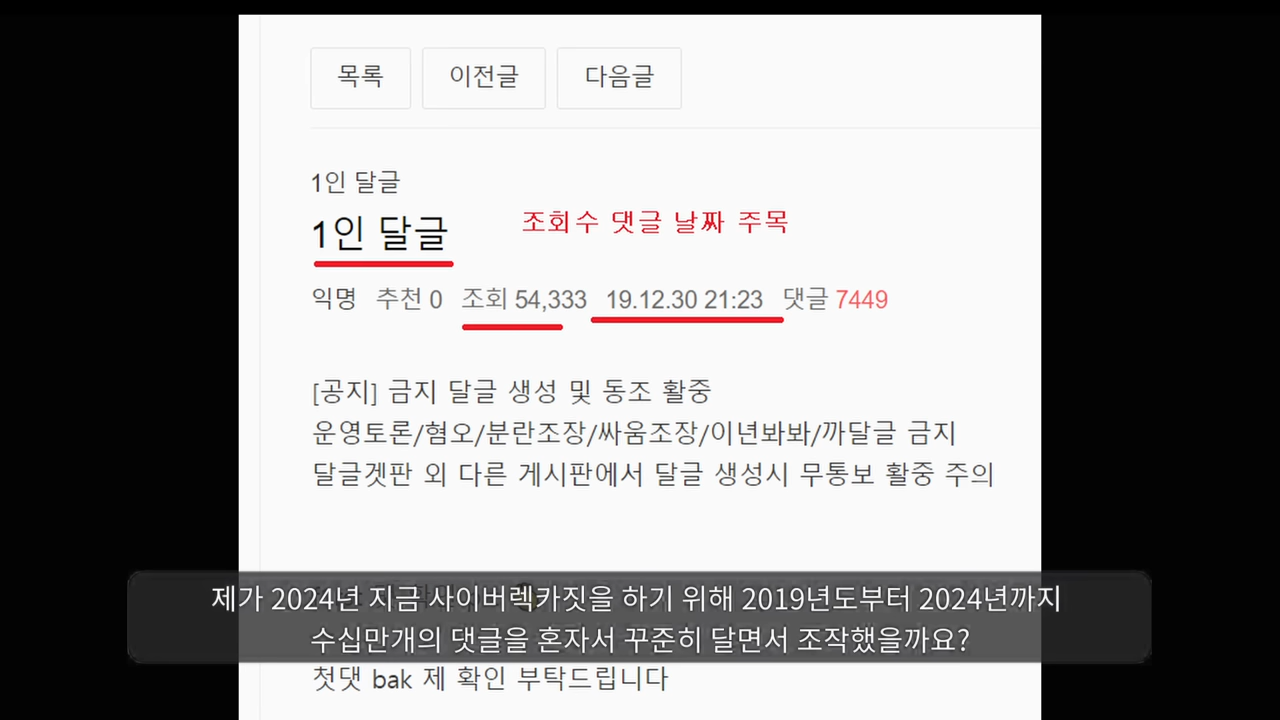 목록 이전글 다음글
1인 달글
1인 달글 조회수 댓글 날짜 주목
익명 추천 0 조회 54,333 19.12.30 21:23 댓글 7449
[공지] 금지 달글 생성 및 동조 활중
운영토론/혐오/분란조장/싸움조장/이년봐봐/까달글 금지
달글겟판 외 다른 게시판에서 달글 생성시 무통보 활중 주의
제가 2024년 지금 사이버렉카짓을 하기 위해 2019년도부터 2024년까지
수십만개의 댓글을 혼자서 꾸준히 달면서 조작했을까요?
첫댓 bak 제 확인 부탁드립니다